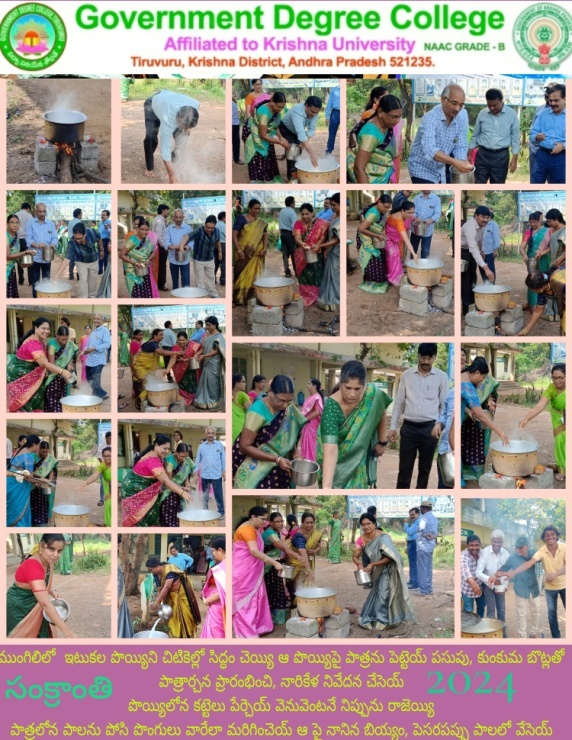 Government Degree College
Affiliated to Krishna University NAAC GRADE - B
Tiruvuru, Krishna District, Andhra Pradesh 521235.
ముంగిలిలో ఇటుకల పొయ్యిని చిటికెల్లో సిద్ధం చెయ్యి ఆ పొయ్యిపై పాత్రను పెట్టెయ్ పసుపు, కుంకుమ బొట్లతో
సంక్రాంతి పాత్రార్చన ప్రారంభించి, నారికేళ నివేదన చేసెయ్ 2024
పొయ్యిలోన కట్టెలు పేర్చెయ్ వెనువెంటనే నిప్పును రాజెయ్యి
పాత్రలోన పాలను పోసి పొంగులు వారేలా మరిగించెయ్ ఆ పై నానిన బియ్యం, పెసరపప్పు పాలలో వేసెయ్